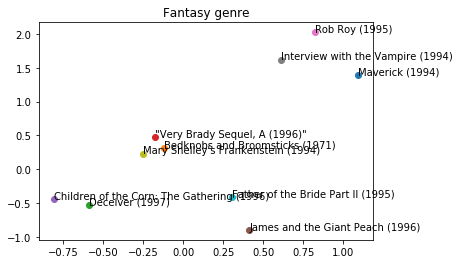 Fantasy genre
2.0
1.5
1.0
0.5
0.0
−0.5
−1.0
Rob Roy (1995)
Interview with the Vampire (1994)
Maverick (1994)
"Very Brady Sequel, A (1996)"
Bedknobs and Broomsticks (1971)
Mary Shelley's Frankenstein (1994)
Children of the Corn: The Gathering (1996)
Father of the Bride Part II (1995)
Deceiver (1997)
James and the Giant Peach (1996)
−0.75 −0.50 −0.25 0.00 0.25 0.50 0.75 1.00